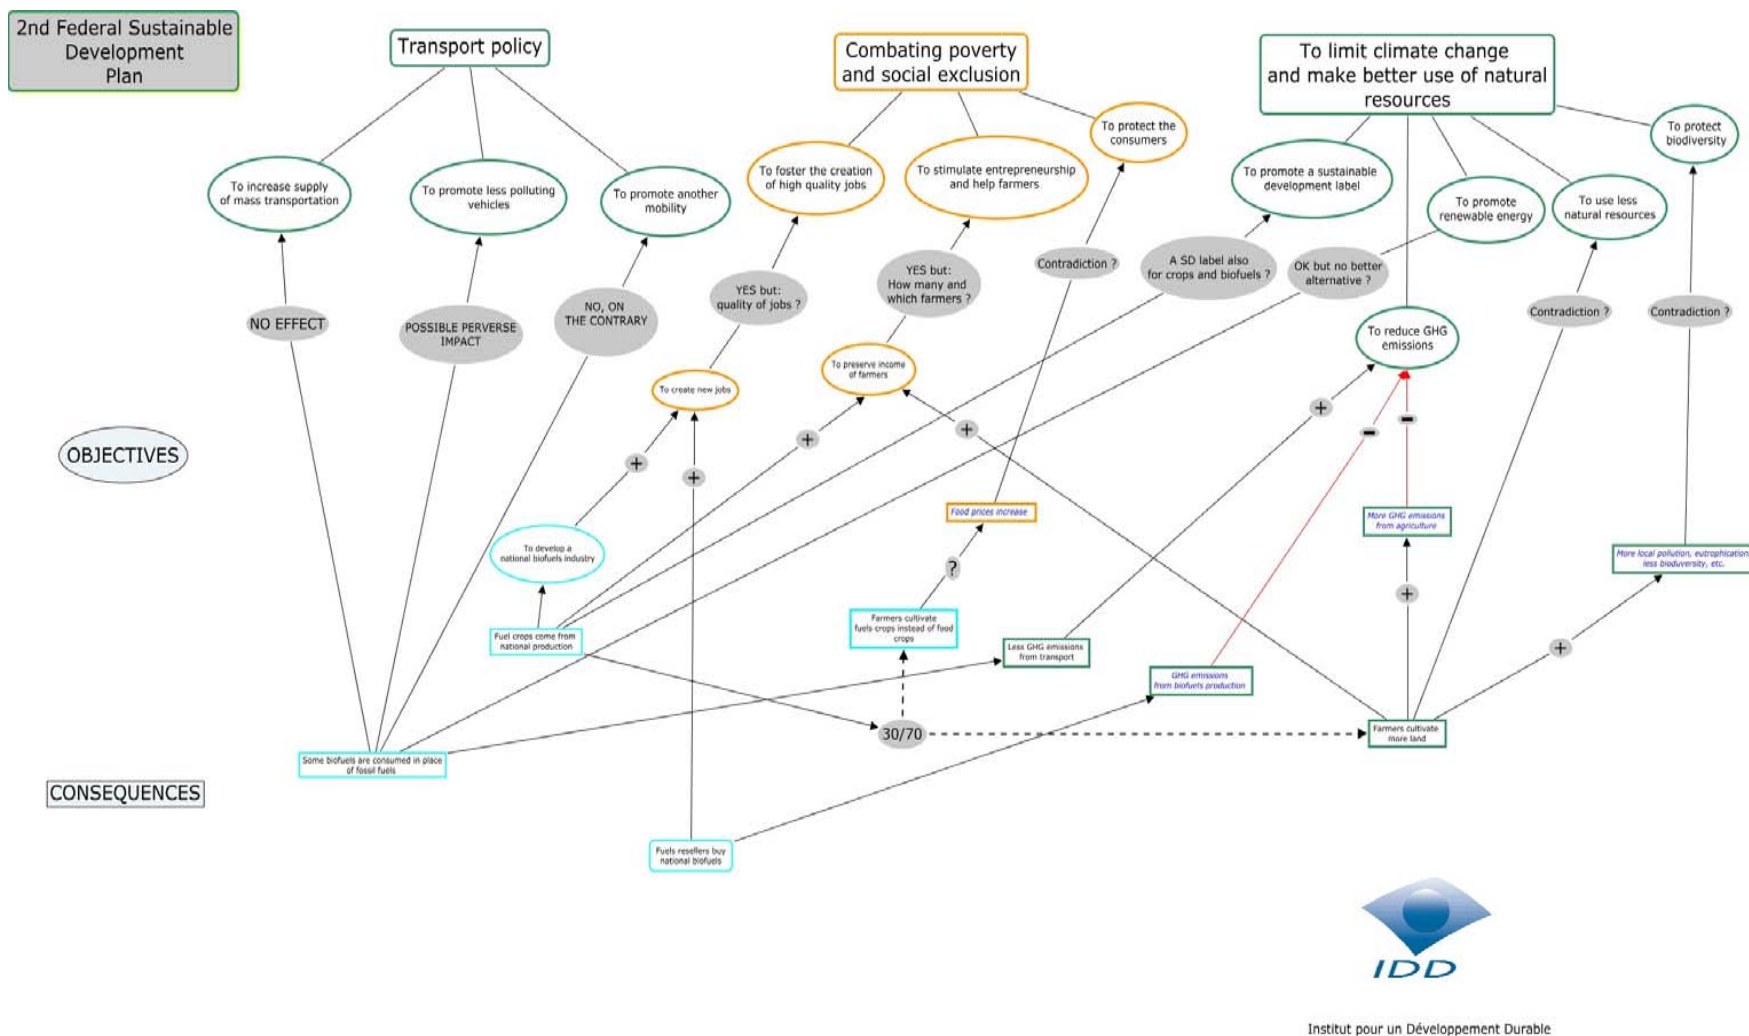 2nd Federal Sustainable
Development
Plan
Transport policy
Combating poverty
and social exclusion
To limit climate change
and make better use of natural
resources
To increase supply
of mass transportation
To promote less polluting
vehicles
To promote another
mobility
To foster the creation
of high quality jobs
To stimulate entrepreneurship
and help farmers
To protect the
consumers
To promote a sustainable
development label
To promote
renewable energy
To use less
natural resources
To protect
biodiversity
NO EFFECT
POSSIBLE PERVERSE
IMPACT
NO, ON
THE CONTRARY
YES but:
quality of jobs ?
YES but:
How many and
which farmers ?
Contradiction ?
A SD label also
for crops and biofuels ?
OK but no better
alternative ?
Contradiction ?
Contradiction ?
To reduce GHG
emissions
To create new jobs
To preserve income
of farmers
+
+
+
+
+
-
-
OBJECTIVES
To develop a
national biofuels industry
Food prices increase
More GHG emissions
from agriculture
More local pollution, eutrophication,
less bioduversity, etc.
?
+
+
Fuel crops come from
national production
Farmers cultivate
fuels crops instead of food
crops
Less GHG emissions
from transport
GHG emissions
from biofuels production
30/70
Farmers cultivate
more land
Some biofuels are consumed in place
of fossil fuels
CONSEQUENCES
Fuels resellers buy
national biofuels
IDD
Institut pour un Développement Durable